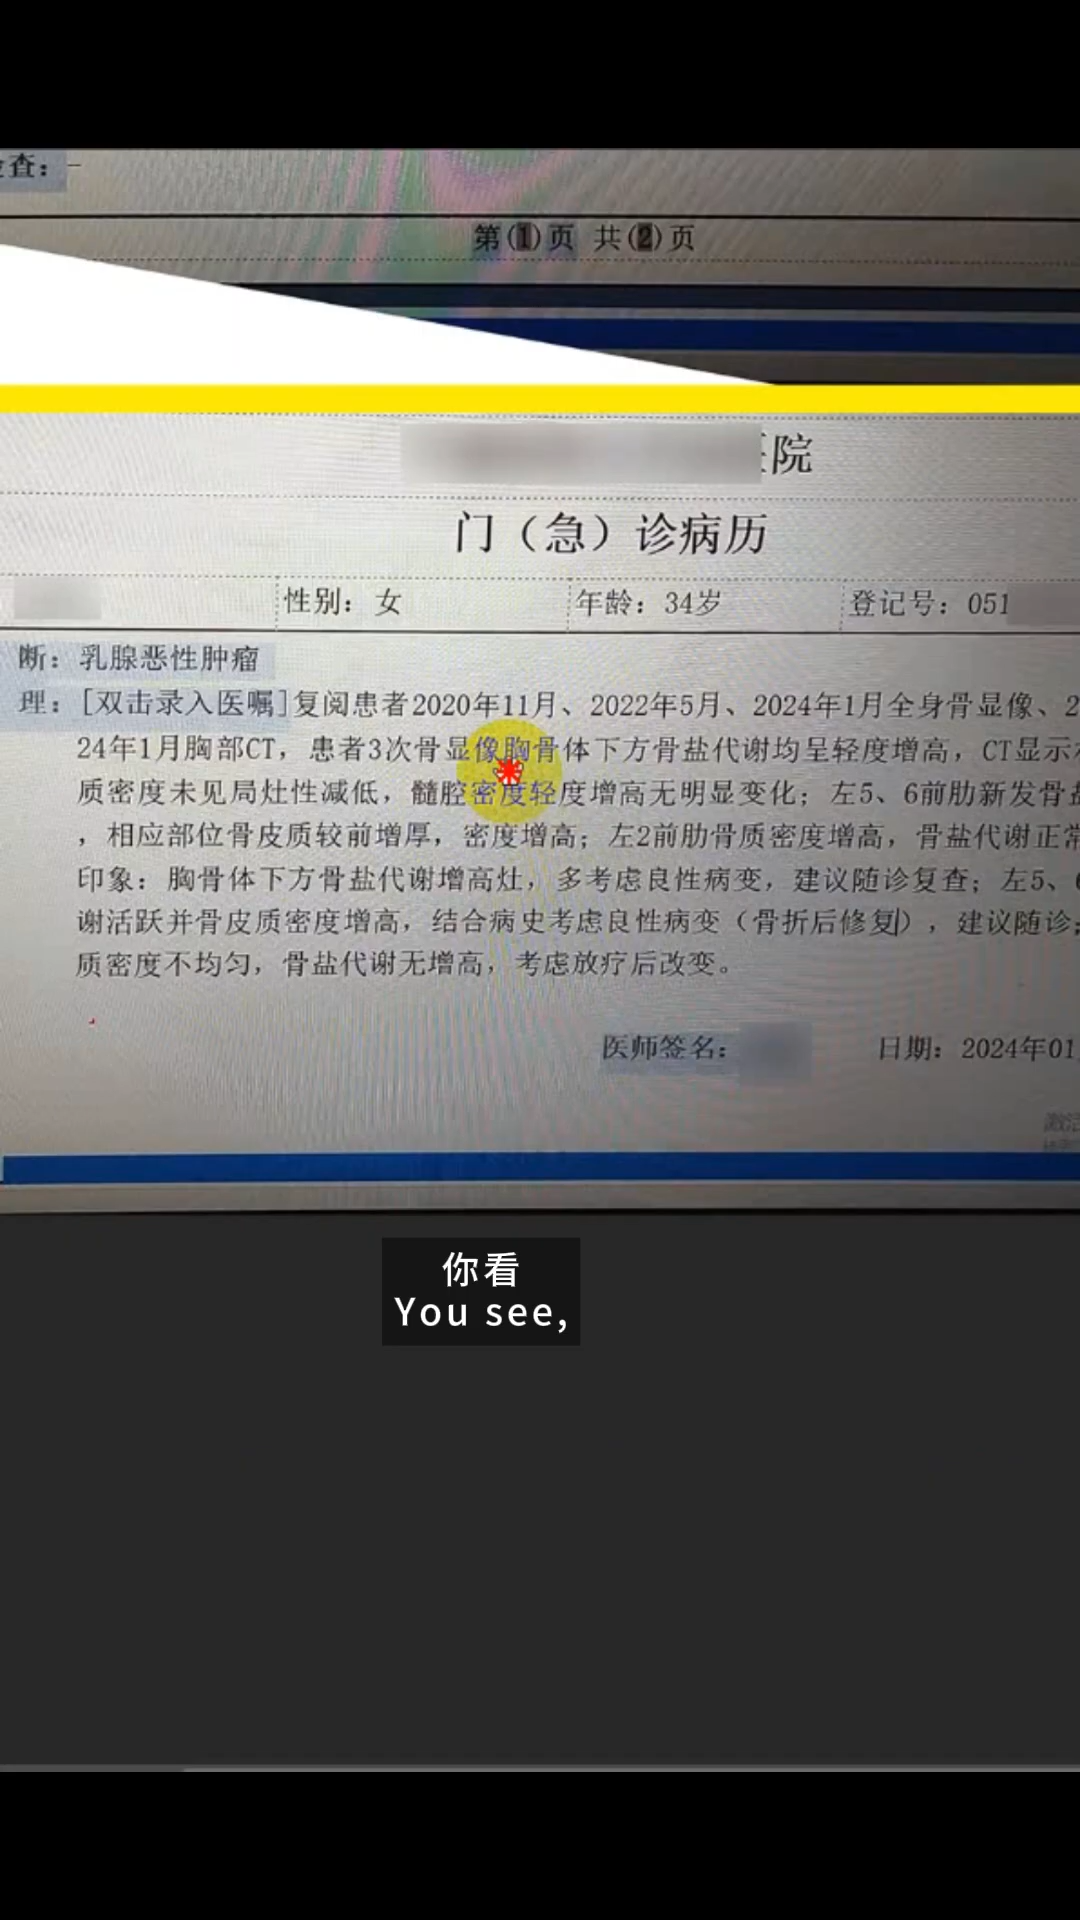 查：
第(1)页 共(2)页
院
门（急）诊病历
性别：女 年龄：34岁 登记号：051
断：乳腺恶性肿瘤
理：[双击录入医嘱]复阅患者2020年11月、2022年5月、2024年1月全身骨显像、2
24年1月胸部CT，患者3次骨显像胸骨体下方骨盐代谢均呈轻度增高，CT显示
质密度未见局灶性减低，髓腔密度轻度增高无明显变化；左5、6前肋新发骨盐
，相应部位骨皮质较前增厚，密度增高；左2前肋骨质密度增高，骨盐代谢正常
印象：胸骨体下方骨盐代谢增高灶，多考虑良性病变，建议随诊复查；左5、6
谢活跃并骨皮质密度增高，结合病史考虑良性病变（骨折后修复），建议随诊；
质密度不均匀，骨盐代谢无增高，考虑放疗后改变。
医师签名： 日期：2024年01
激活
你看
You see,